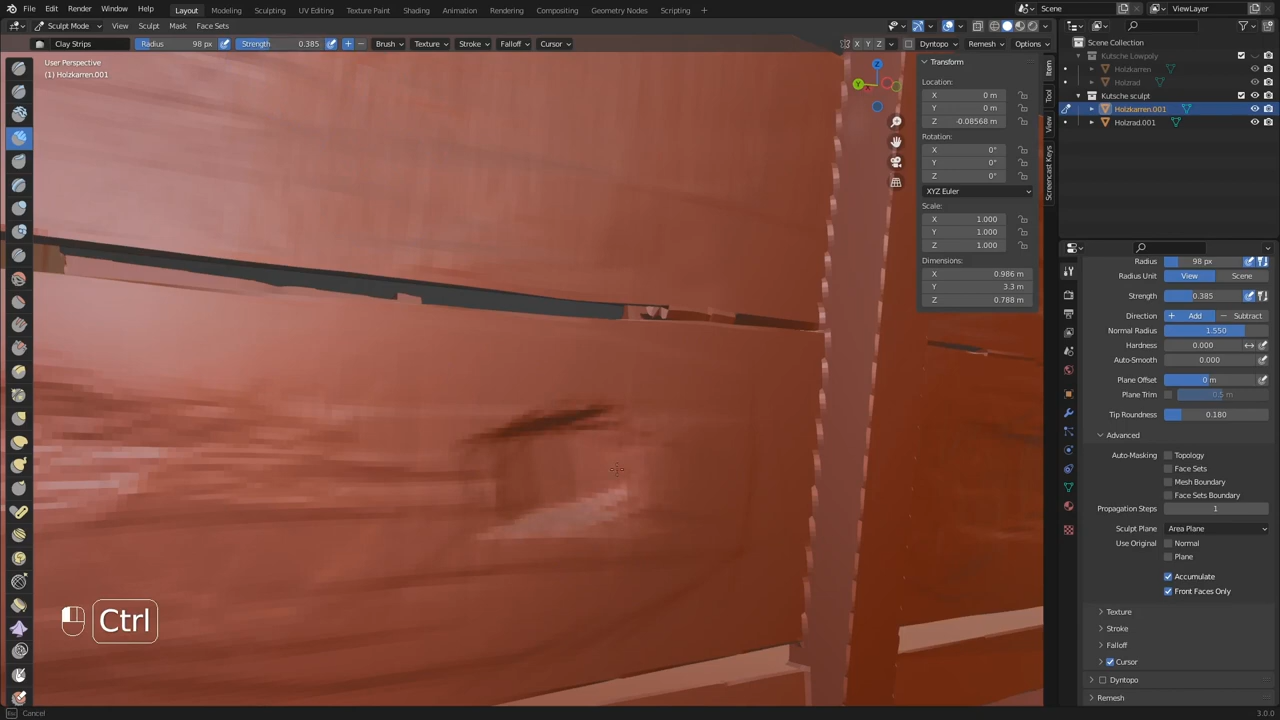 File Edit Render Window Help Layout Modeling Sculpting UV Editing Texture Paint Shading Animation Rendering Compositing Geometry Nodes Scripting + Scene ViewLayer
Sculpt Mode View Sculpt Mask Face Sets
Clay Strips Radius 98 px Strength 0.385 Brush Texture Stroke Falloff Cursor X Y Z Dyntopo Remesh Options
User Perspective
(1) Holzkarren.001
Z
Y
Transform
Location:
X 0 m
Y 0 m
Z -0.08568 m
Rotation:
X 0°
Y 0°
Z 0°
XYZ Euler
Scale:
X 1.000
Y 1.000
Z 1.000
Dimensions:
X 0.986 m
Y 3.3 m
Z 0.788 m
Item
Tool
View
Screencast Keys
Scene Collection
Kutsche Lowpoly
Holzkarren
Holzrad
Kutsche sculpt
Holzkarren.001
Holzrad.001
Radius 98 px
Radius Unit View Scene
Strength 0.385
Direction + Add − Subtract
Normal Radius 1.550
Hardness 0.000
Auto-Smooth 0.000
Plane Offset 0 m
Plane Trim 0.5 m
Tip Roundness 0.180
Advanced
Auto-Masking Topology
Face Sets
Mesh Boundary
Face Sets Boundary
Propagation Steps 1
Sculpt Plane Area Plane
Use Original Normal
Plane
Accumulate
Front Faces Only
Texture
Stroke
Falloff
Cursor
Dyntopo
Remesh
Ctrl
Cancel
3.0.0